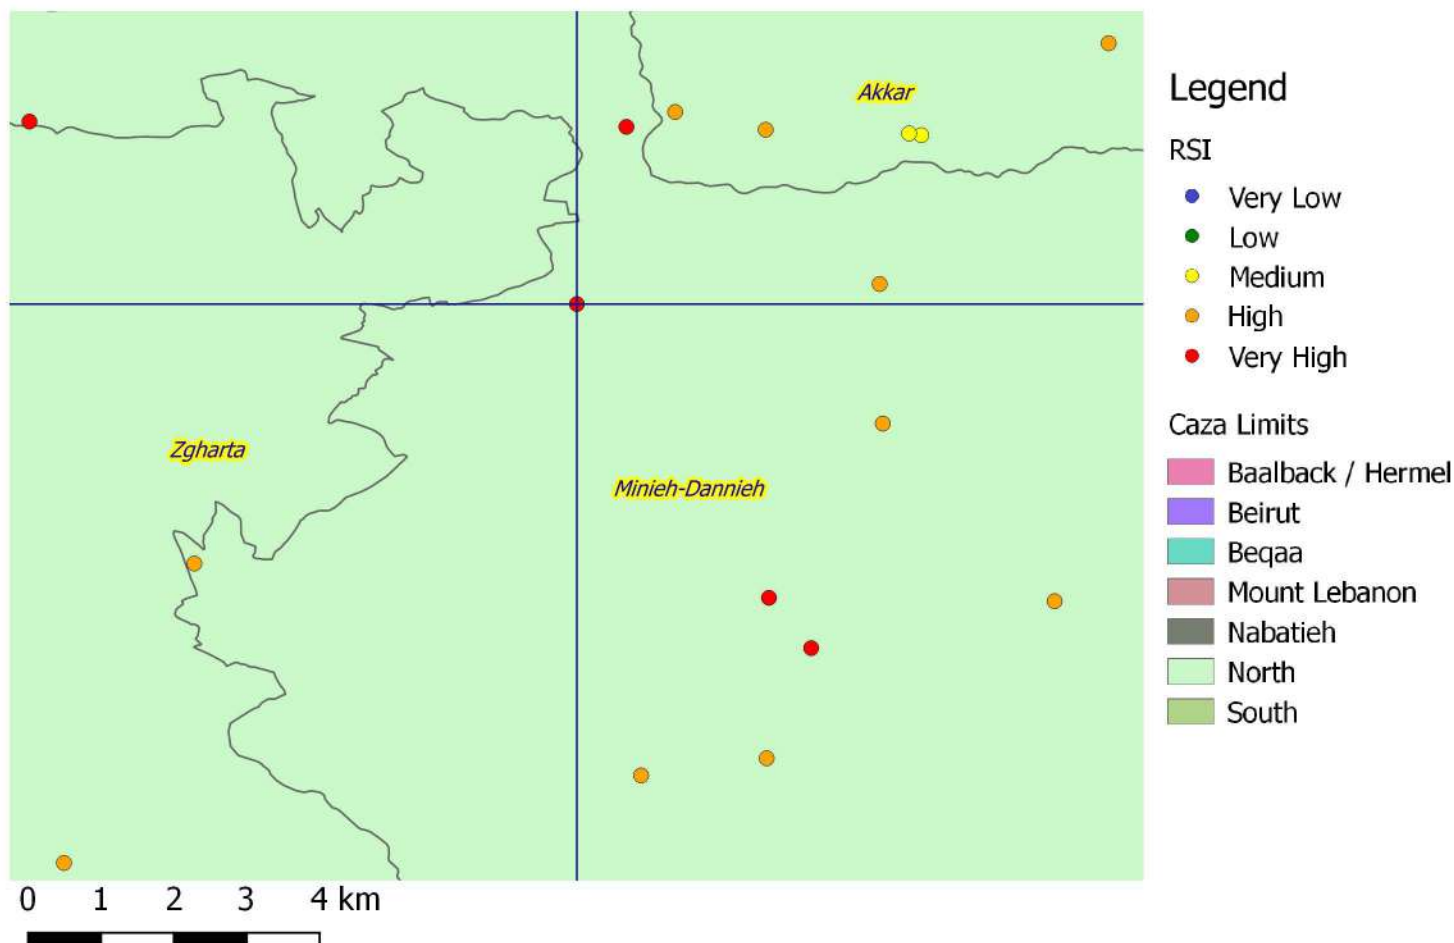 Akkar
Zgharta
Minieh-Dannieh
0 1 2 3 4 km
Legend
RSI
Very Low
Low
Medium
High
Very High
Caza Limits
Baalback / Hermel
Beirut
Beqaa
Mount Lebanon
Nabatieh
North
South